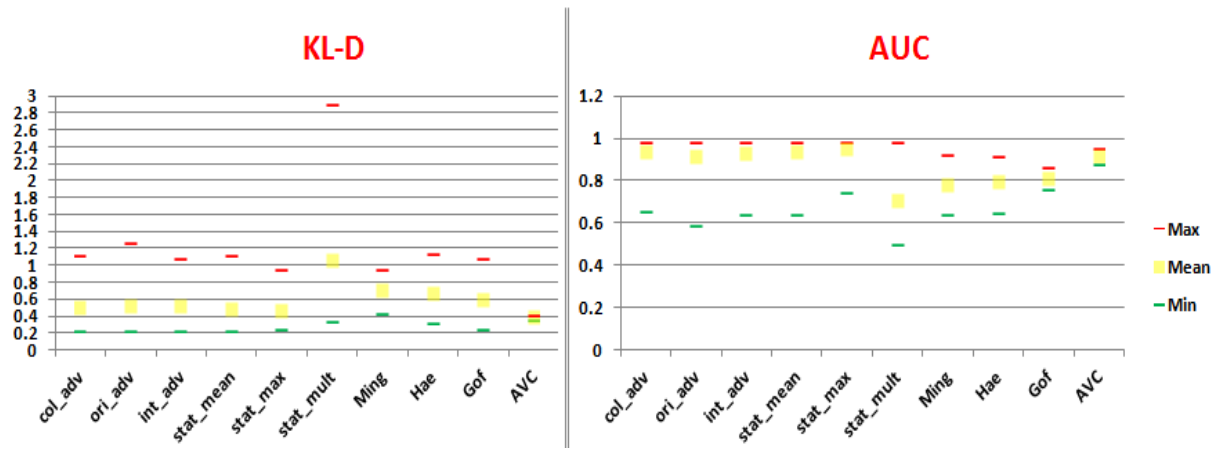 KL-D
3
2.8
2.6
2.4
2.2
2
1.8
1.6
1.4
1.2
1
0.8
0.6
0.4
0.2
0
col_adv
ori_adv
int_adv
stat_mean
stat_max
stat_mult
Ming
Hae
Gof
AVC
AUC
1.2
1
0.8
0.6
0.4
0.2
0
col_adv
ori_adv
int_adv
stat_mean
stat_max
stat_mult
Ming
Hae
Gof
AVC
Max
Mean
Min